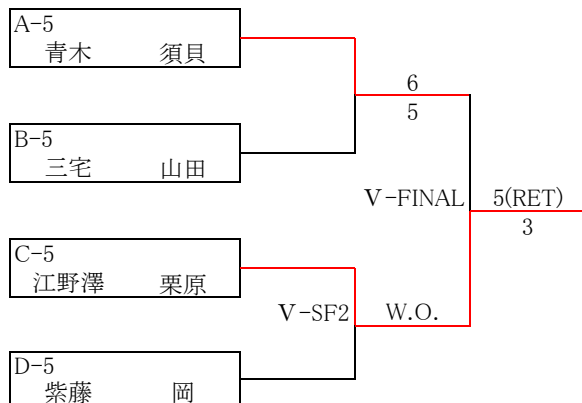 A-5
青木 須貝
6
5
B-5
三宅 山田
V-FINAL
5(RET)
3
C-5
江野澤 栗原
V-SF2
W.O.
D-5
紫藤 岡